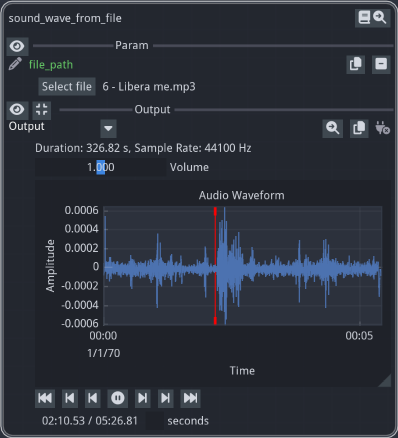 sound_wave_from_file
Param
file_path
Select file 6 - Libera me.mp3
Output
Output
Duration: 326.82 s, Sample Rate: 44100 Hz
1.000 Volume
Audio Waveform
0.0006
0.0004
0.0002
0
-0.0002
-0.0004
-0.0006
Amplitude
00:00 00:05
1/1/70
Time
02:10.53 / 05:26.81 seconds